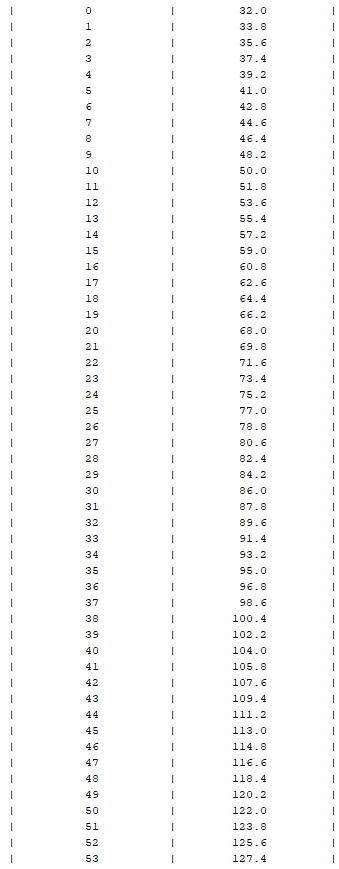 | 0 | 32.0 |
| 1 | 33.8 |
| 2 | 35.6 |
| 3 | 37.4 |
| 4 | 39.2 |
| 5 | 41.0 |
| 6 | 42.8 |
| 7 | 44.6 |
| 8 | 46.4 |
| 9 | 48.2 |
| 10 | 50.0 |
| 11 | 51.8 |
| 12 | 53.6 |
| 13 | 55.4 |
| 14 | 57.2 |
| 15 | 59.0 |
| 16 | 60.8 |
| 17 | 62.6 |
| 18 | 64.4 |
| 19 | 66.2 |
| 20 | 68.0 |
| 21 | 69.8 |
| 22 | 71.6 |
| 23 | 73.4 |
| 24 | 75.2 |
| 25 | 77.0 |
| 26 | 78.8 |
| 27 | 80.6 |
| 28 | 82.4 |
| 29 | 84.2 |
| 30 | 86.0 |
| 31 | 87.8 |
| 32 | 89.6 |
| 33 | 91.4 |
| 34 | 93.2 |
| 35 | 95.0 |
| 36 | 96.8 |
| 37 | 98.6 |
| 38 | 100.4 |
| 39 | 102.2 |
| 40 | 104.0 |
| 41 | 105.8 |
| 42 | 107.6 |
| 43 | 109.4 |
| 44 | 111.2 |
| 45 | 113.0 |
| 46 | 114.8 |
| 47 | 116.6 |
| 48 | 118.4 |
| 49 | 120.2 |
| 50 | 122.0 |
| 51 | 123.8 |
| 52 | 125.6 |
| 53 | 127.4 |